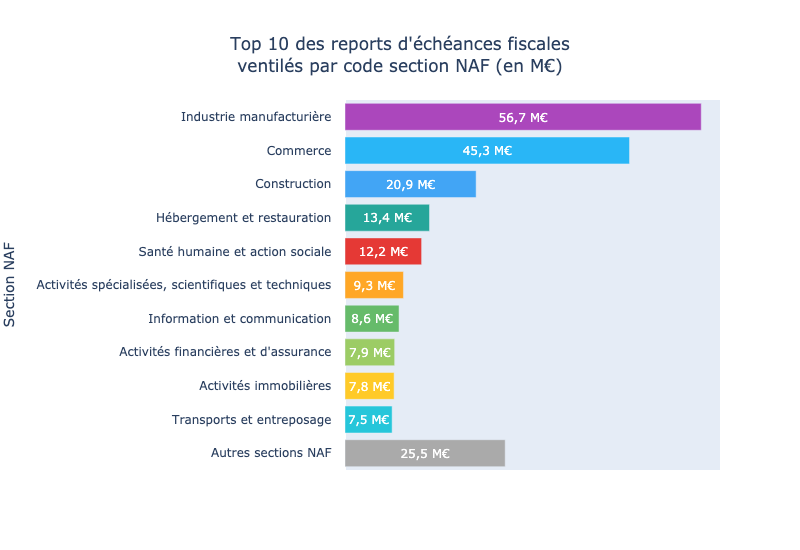 Top 10 des reports d'échéances fiscales
ventilés par code section NAF (en M€)
Section NAF
Industrie manufacturière 56,7 M€
Commerce 45,3 M€
Construction 20,9 M€
Hébergement et restauration 13,4 M€
Santé humaine et action sociale 12,2 M€
Activités spécialisées, scientifiques et techniques 9,3 M€
Information et communication 8,6 M€
Activités financières et d'assurance 7,9 M€
Activités immobilières 7,8 M€
Transports et entreposage 7,5 M€
Autres sections NAF 25,5 M€